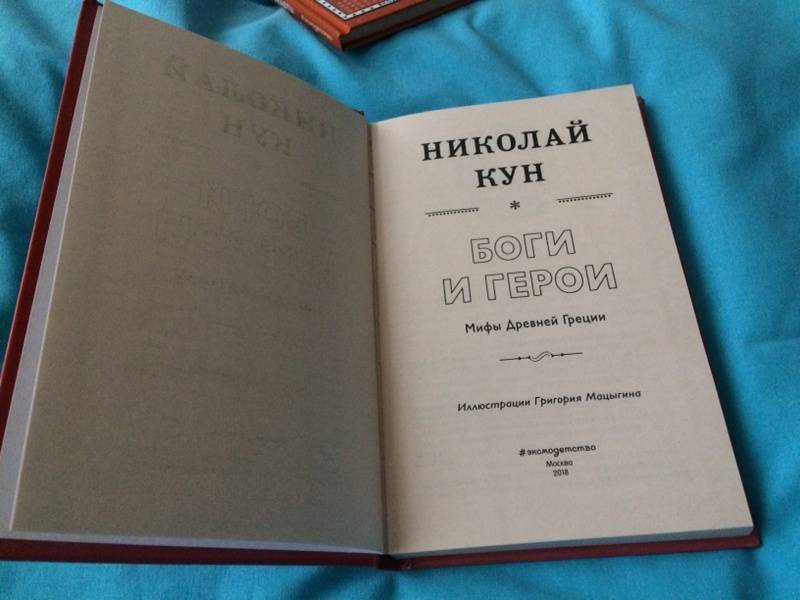 НИКОЛАЙ
КУН
*
БОГИ
И ГЕРОИ
Мифы Древней Греции
Иллюстрации Григория Мацыгина
#эксмодетство
Москва
2018